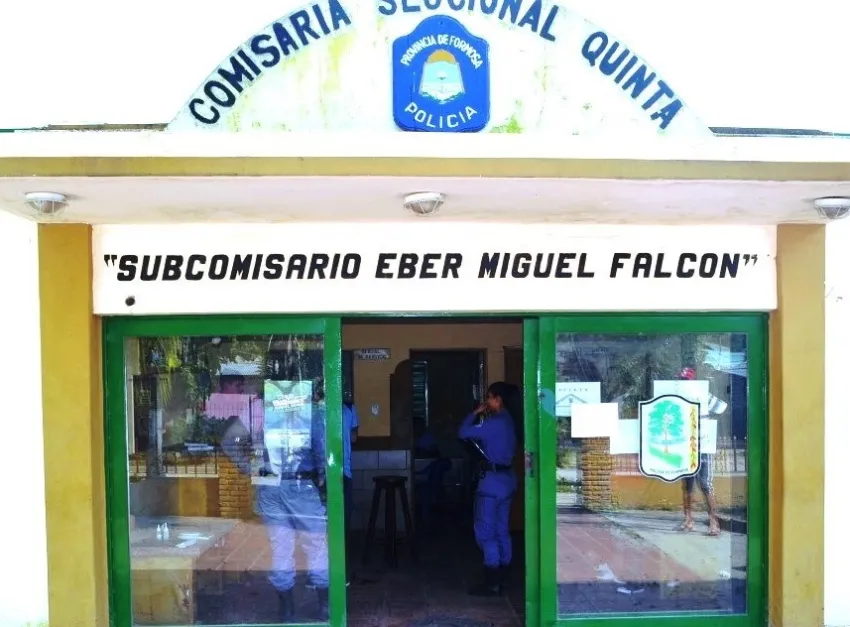 COMISARIA SECCIONAL QUINTA
PROVINCIA DE FORMOSA
POLICIA
"SUBCOMISARIO EBER MIGUEL FALCON"